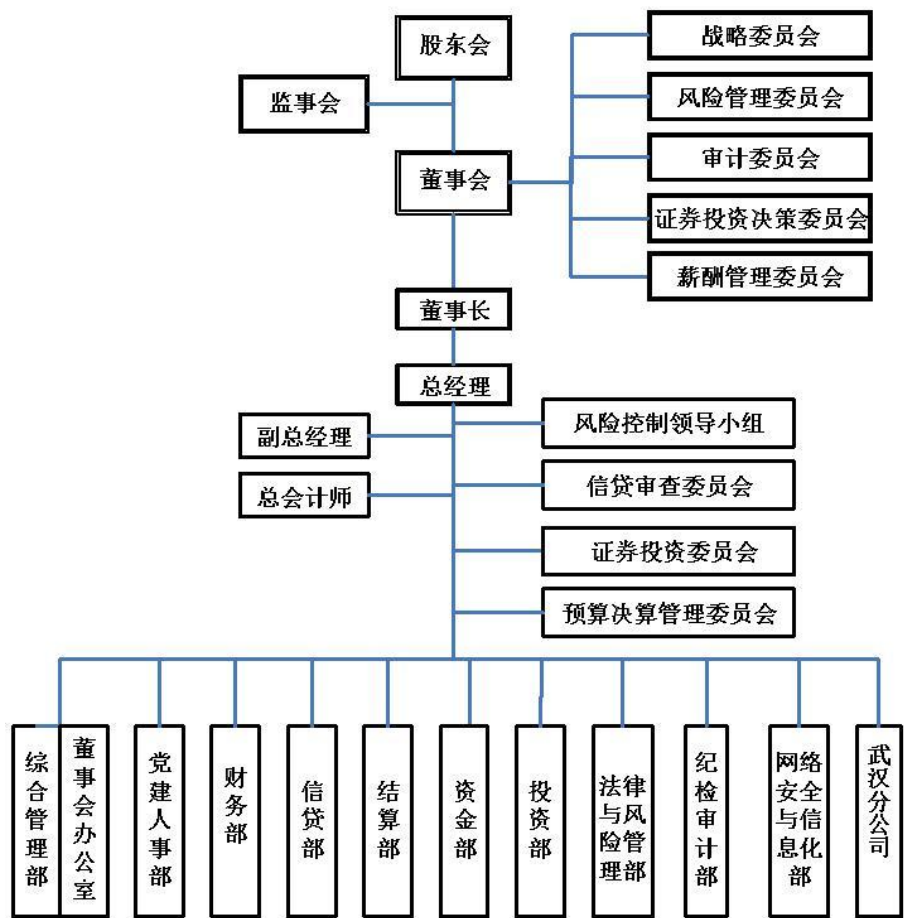 股东会
监事会
董事会
战略委员会
风险管理委员会
审计委员会
证券投资决策委员会
薪酬管理委员会
董事长
总经理
副总经理
总会计师
风险控制领导小组
信贷审查委员会
证券投资委员会
预算决算管理委员会
综合管理部
董事会办公室
党建人事部
财务部
信贷部
结算部
资金部
投资部
法律与风险管理部
纪检审计部
网络安全与信息化部
武汉分公司